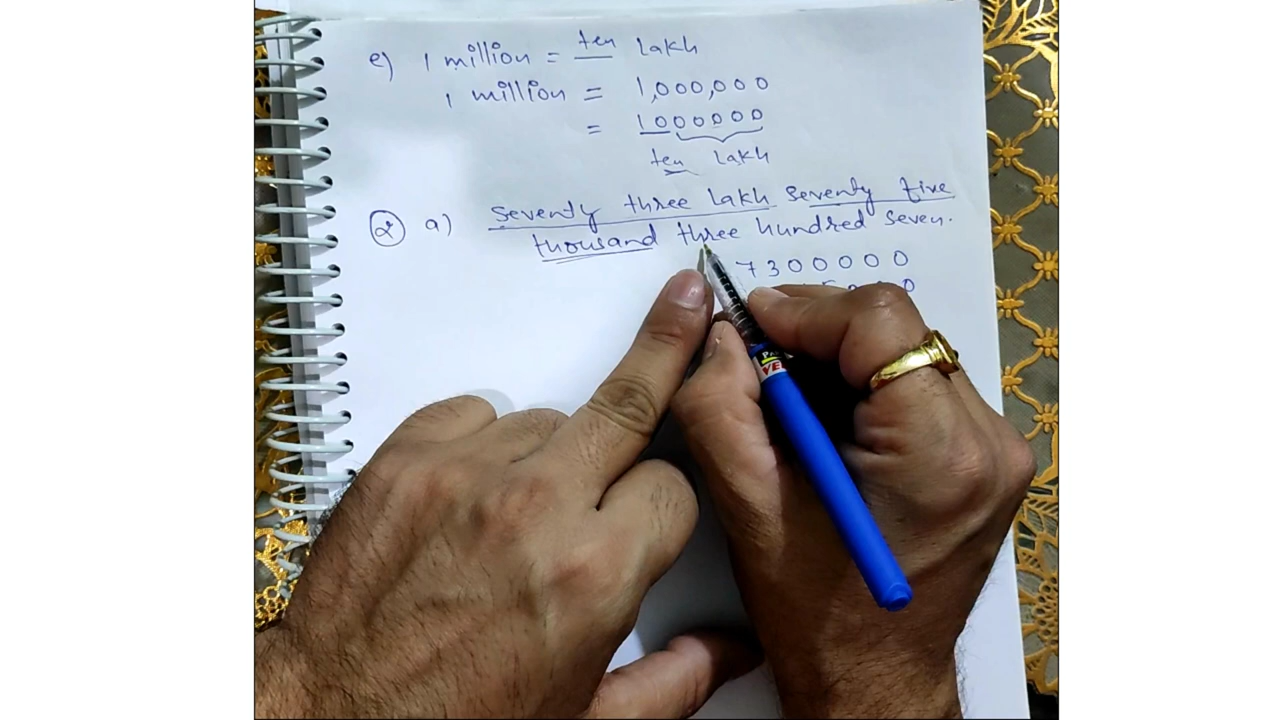 e) 1 million = ten lakh
1 million = 1,000,000
= 1000000
ten lakh
2 a) seventy three lakh seventy five
thousand three hundred seven.
7300000
5000